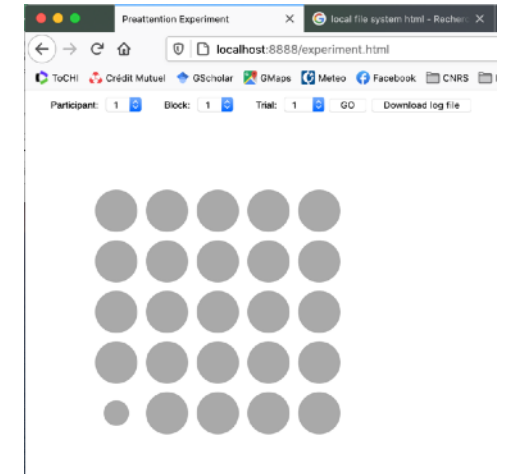 Preattention Experiment × local file system html - Recherc ×
localhost:8888/experiment.html
ToCHI Crédit Mutuel GScholar GMaps Meteo Facebook CNRS
Participant: 1 Block: 1 Trial: 1 GO Download log file